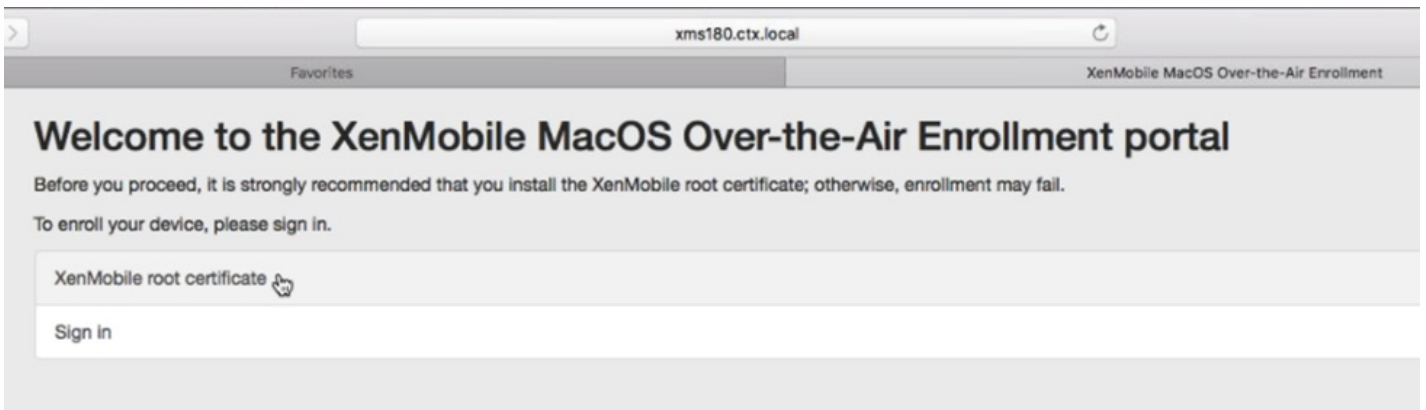 xms180.ctx.local
Favorites
XenMobile MacOS Over-the-Air Enrollment
Welcome to the XenMobile MacOS Over-the-Air Enrollment portal
Before you proceed, it is strongly recommended that you install the XenMobile root certificate; otherwise, enrollment may fail.
To enroll your device, please sign in.
XenMobile root certificate
Sign in